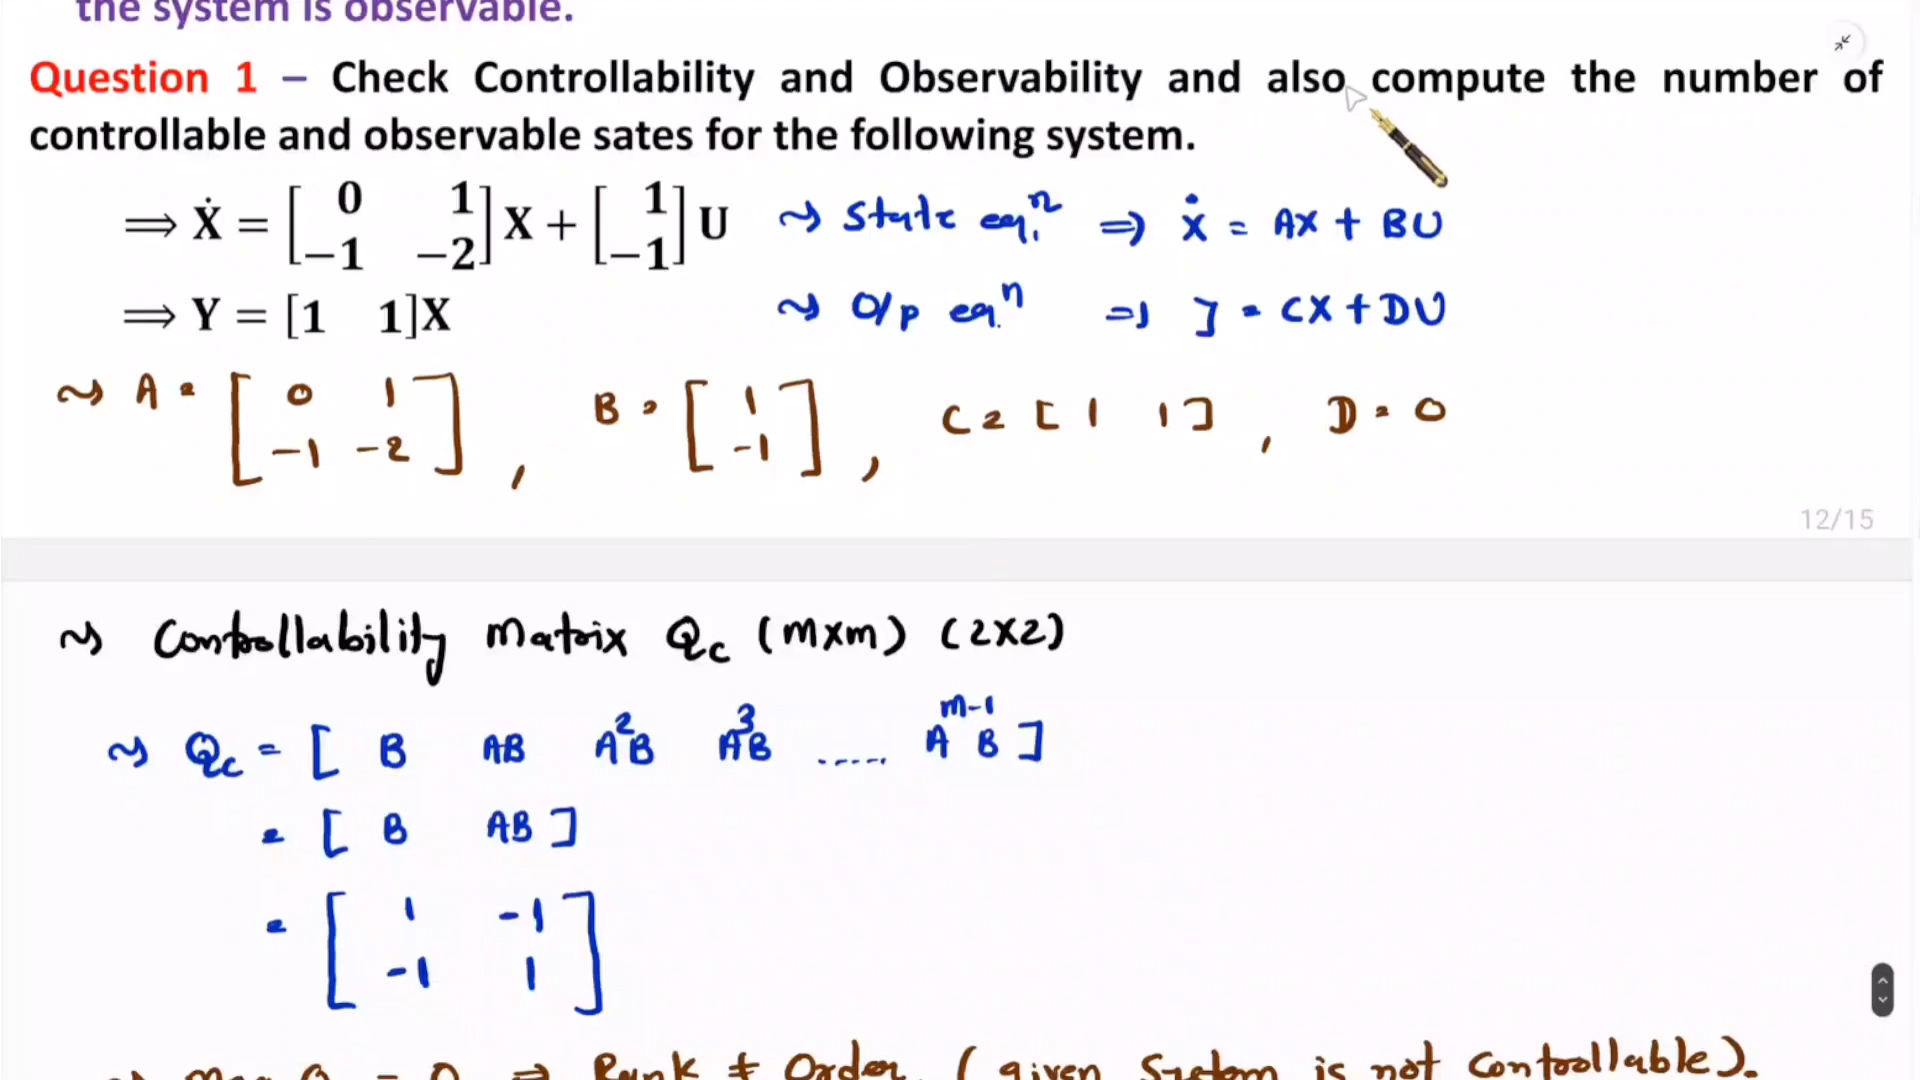 the system is observable.
Question 1 – Check Controllability and Observability and also compute the number of
controllable and observable sates for the following system.
⟹ Ẋ = [0 1; −1 −2] X + [1; −1] U ~> State eq.ⁿ => ẋ = AX + BU
⟹ Y = [1 1]X ~> O/p eq.ⁿ => y = CX + DU
~> A = [0 1; -1 -2], B = [1; -1], C = [1 1], D = 0
12/15
~> Controllability Matrix Qc (m×m) (2×2)
~> Qc = [ B AB A²B A³B ..... A^(m-1) B ]
= [ B AB ]
= [1 -1; -1 1]
= 0 => Rank ≠ Order (given System is not Controllable).